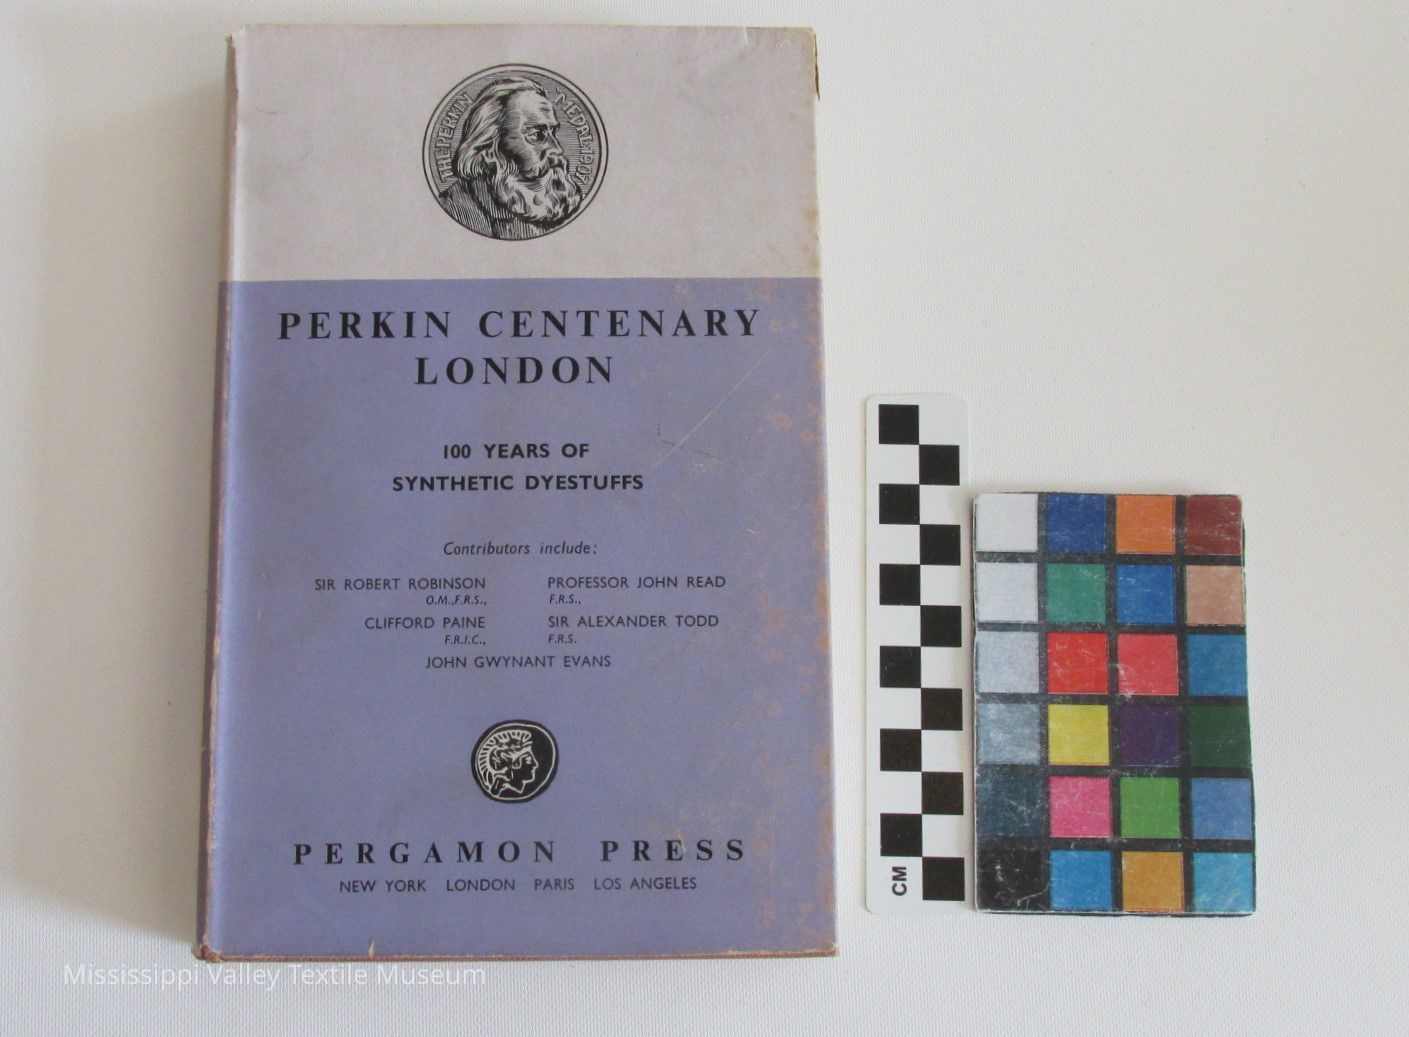 THE PERKIN MEDAL·1907
PERKIN CENTENARY
LONDON
100 YEARS OF
SYNTHETIC DYESTUFFS
Contributors include:
SIR ROBERT ROBINSON PROFESSOR JOHN READ
O.M.,F.R.S., F.R.S.,
CLIFFORD PAINE SIR ALEXANDER TODD
F.R.I.C., F.R.S.
JOHN GWYNANT EVANS
PERGAMON PRESS
NEW YORK LONDON PARIS LOS ANGELES
CM
Mississippi Valley Textile Museum